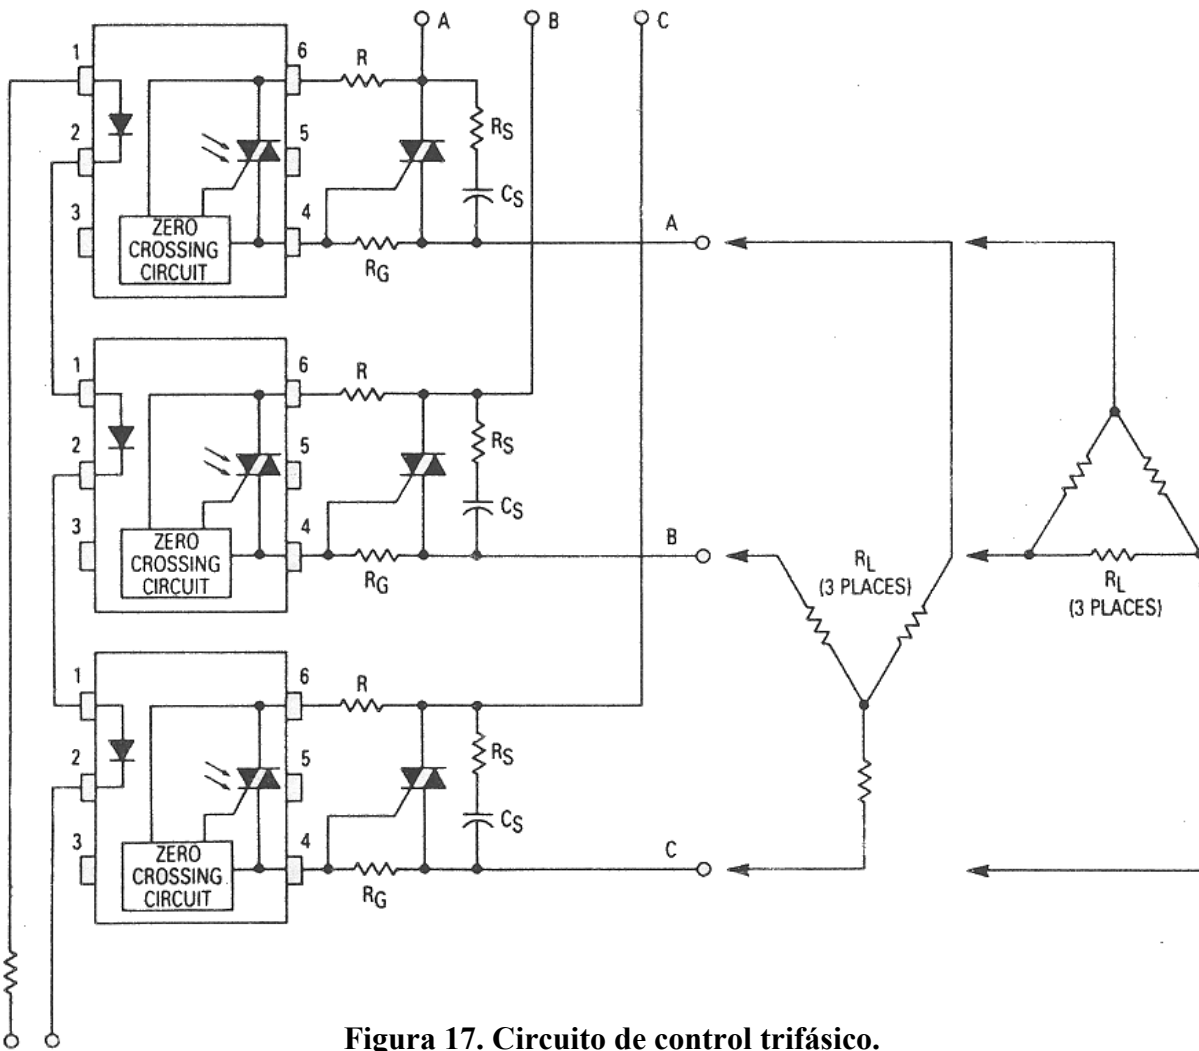 A
B
C
1
6
R
2
5
RS
CS
3
4
A
ZERO
CROSSING
CIRCUIT
RG
1
6
R
2
5
RS
CS
3
4
B
ZERO
CROSSING
CIRCUIT
RG
RL
(3 PLACES)
RL
(3 PLACES)
1
6
R
2
5
RS
CS
3
4
C
ZERO
CROSSING
CIRCUIT
RG
Figura 17. Circuito de control trifásico.